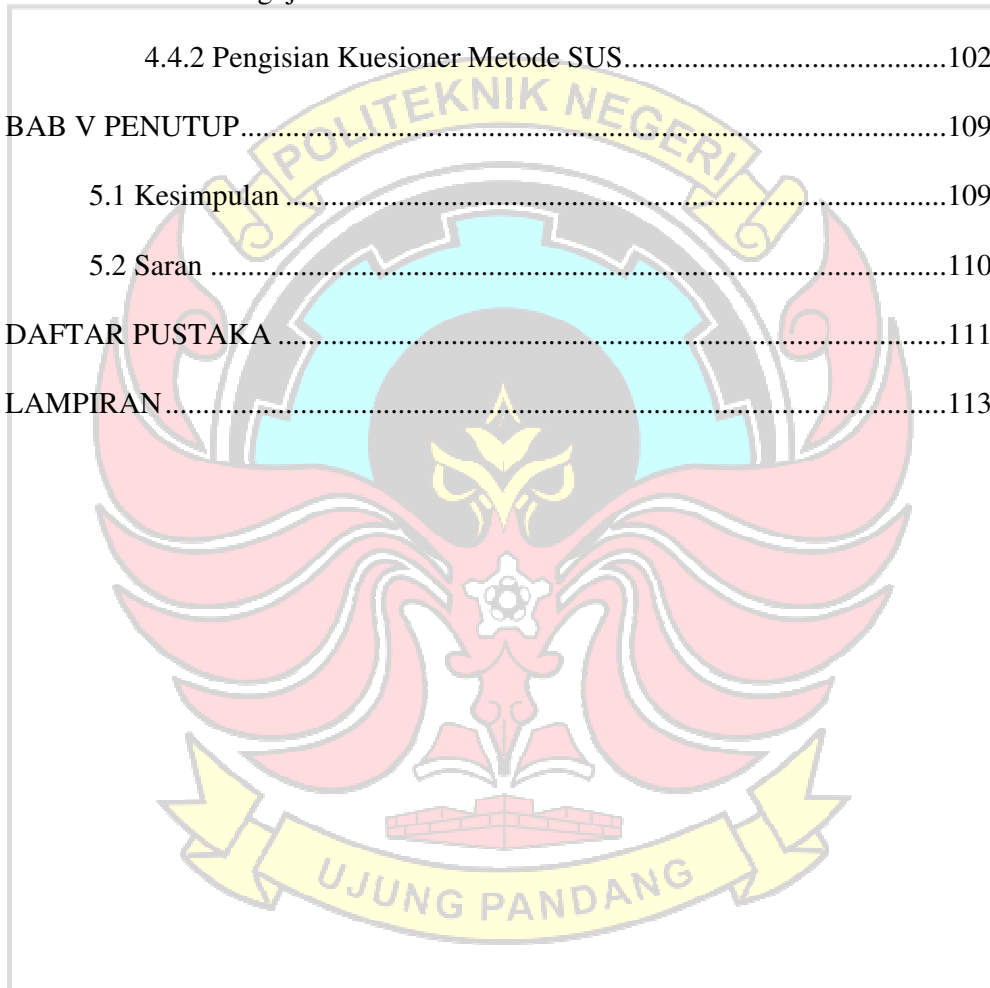 4.4.2 Pengisian Kuesioner Metode SUS.........................................102
BAB V PENUTUP..........................................................................................109
5.1 Kesimpulan ...................................................................................109
5.2 Saran .............................................................................................110
DAFTAR PUSTAKA .....................................................................................111
LAMPIRAN....................................................................................................113
POLITEKNIK NEGERI
UJUNG PANDANG